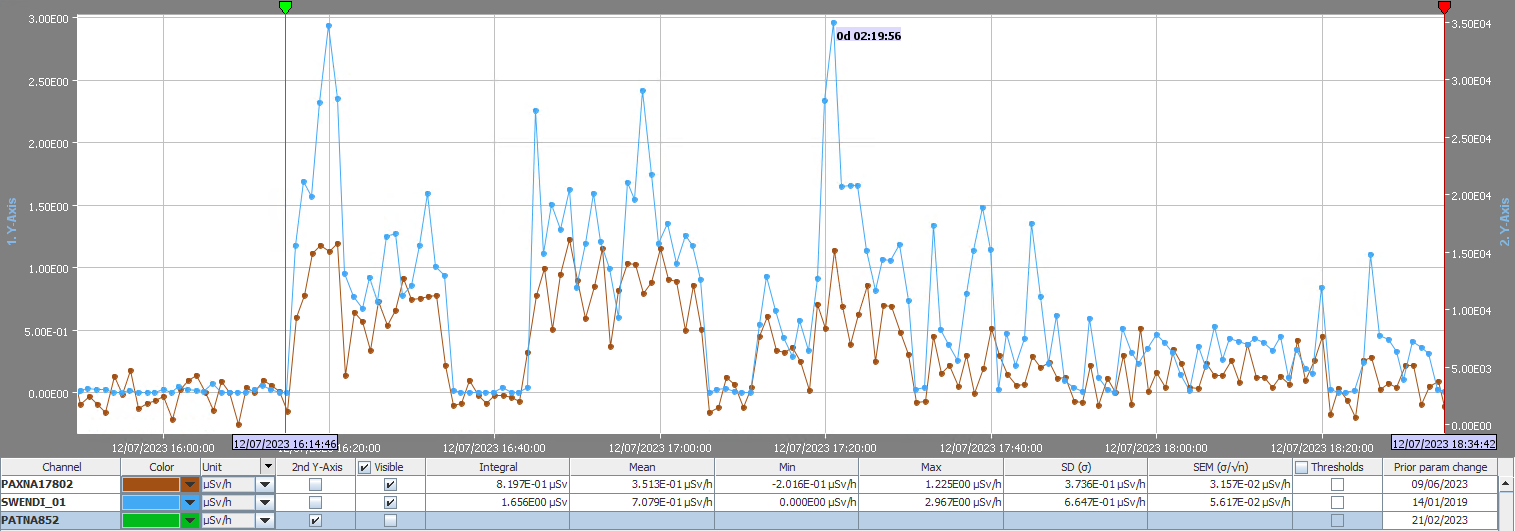 3.00E00
2.50E00
2.00E00
1.50E00
1.00E00
5.00E-01
0.00E00
1. Y-Axis
0d 02:19:56
3.50E04
3.00E04
2.50E04
2.00E04
1.50E04
1.00E04
5.00E03
0.00E00
2. Y-Axis
12/07/2023 16:00:00
12/07/2023 16:14:46
12/07/2023 16:20:00
12/07/2023 16:40:00
12/07/2023 17:00:00
12/07/2023 17:20:00
12/07/2023 17:40:00
12/07/2023 18:00:00
12/07/2023 18:20:00
12/07/2023 18:34:42
Channel Color Unit 2nd Y-Axis Visible Integral Mean Min Max SD (σ) SEM (σ/√n) Thresholds Prior param change
PAXNA17802 µSv/h 8.197E-01 µSv 3.513E-01 µSv/h -2.016E-01 µSv/h 1.225E00 µSv/h 3.736E-01 µSv/h 3.157E-02 µSv/h 09/06/2023
SWENDI_01 µSv/h 1.656E00 µSv 7.079E-01 µSv/h 0.000E00 µSv/h 2.967E00 µSv/h 6.647E-01 µSv/h 5.617E-02 µSv/h 14/01/2019
PATNA852 µSv/h 21/02/2023